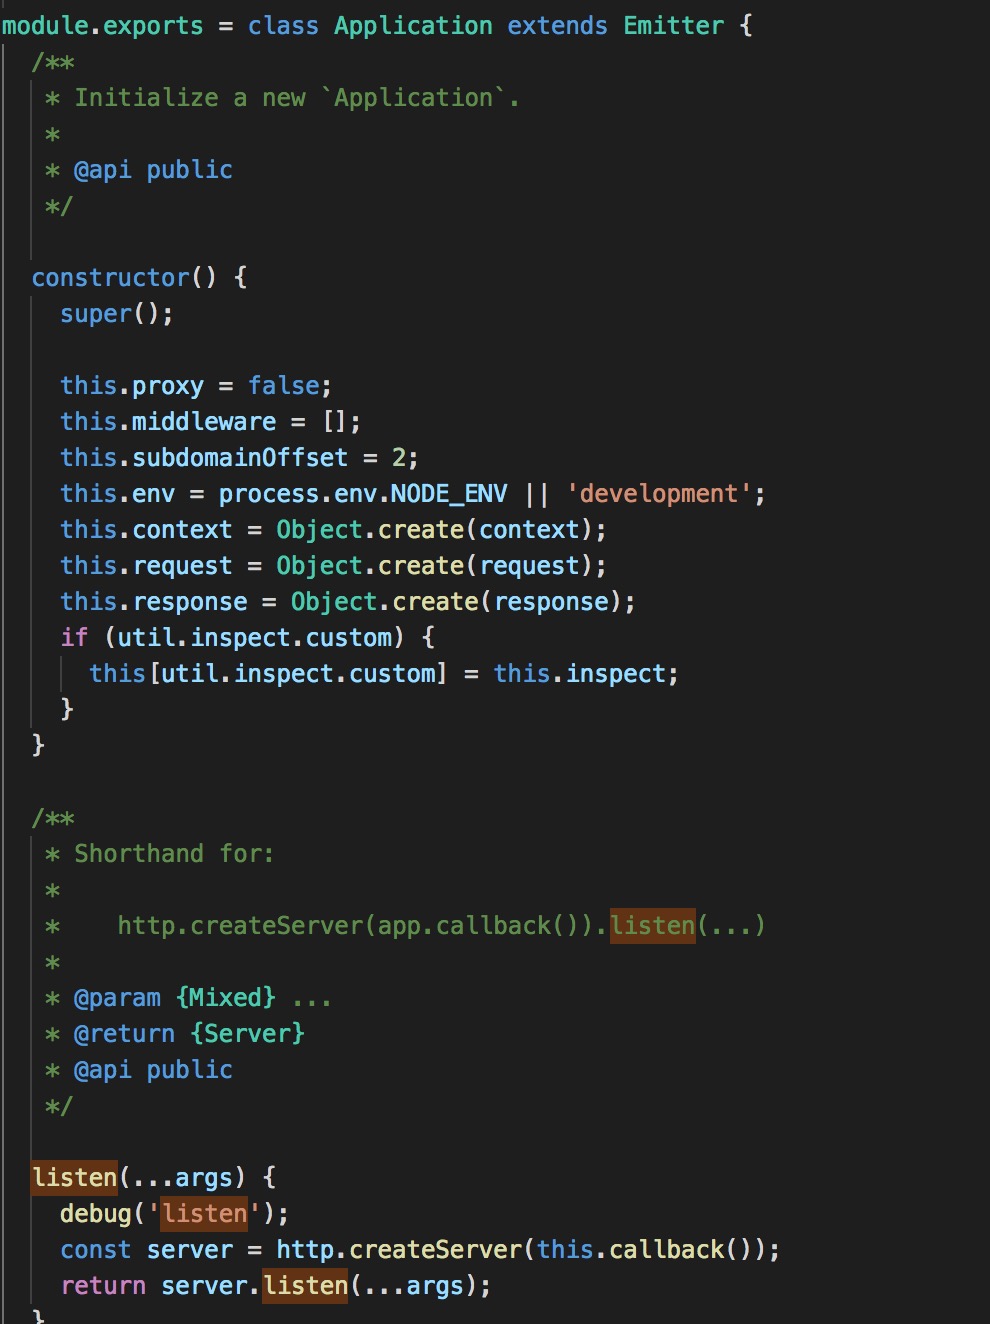 module.exports = class Application extends Emitter {
  /**
   * Initialize a new `Application`.
   *
   * @api public
   */

  constructor() {
    super();

    this.proxy = false;
    this.middleware = [];
    this.subdomainOffset = 2;
    this.env = process.env.NODE_ENV || 'development';
    this.context = Object.create(context);
    this.request = Object.create(request);
    this.response = Object.create(response);
    if (util.inspect.custom) {
      this[util.inspect.custom] = this.inspect;
    }
  }

  /**
   * Shorthand for:
   *
   *    http.createServer(app.callback()).listen(...)
   *
   * @param {Mixed} ...
   * @return {Server}
   * @api public
   */

  listen(...args) {
    debug('listen');
    const server = http.createServer(this.callback());
    return server.listen(...args);
  }